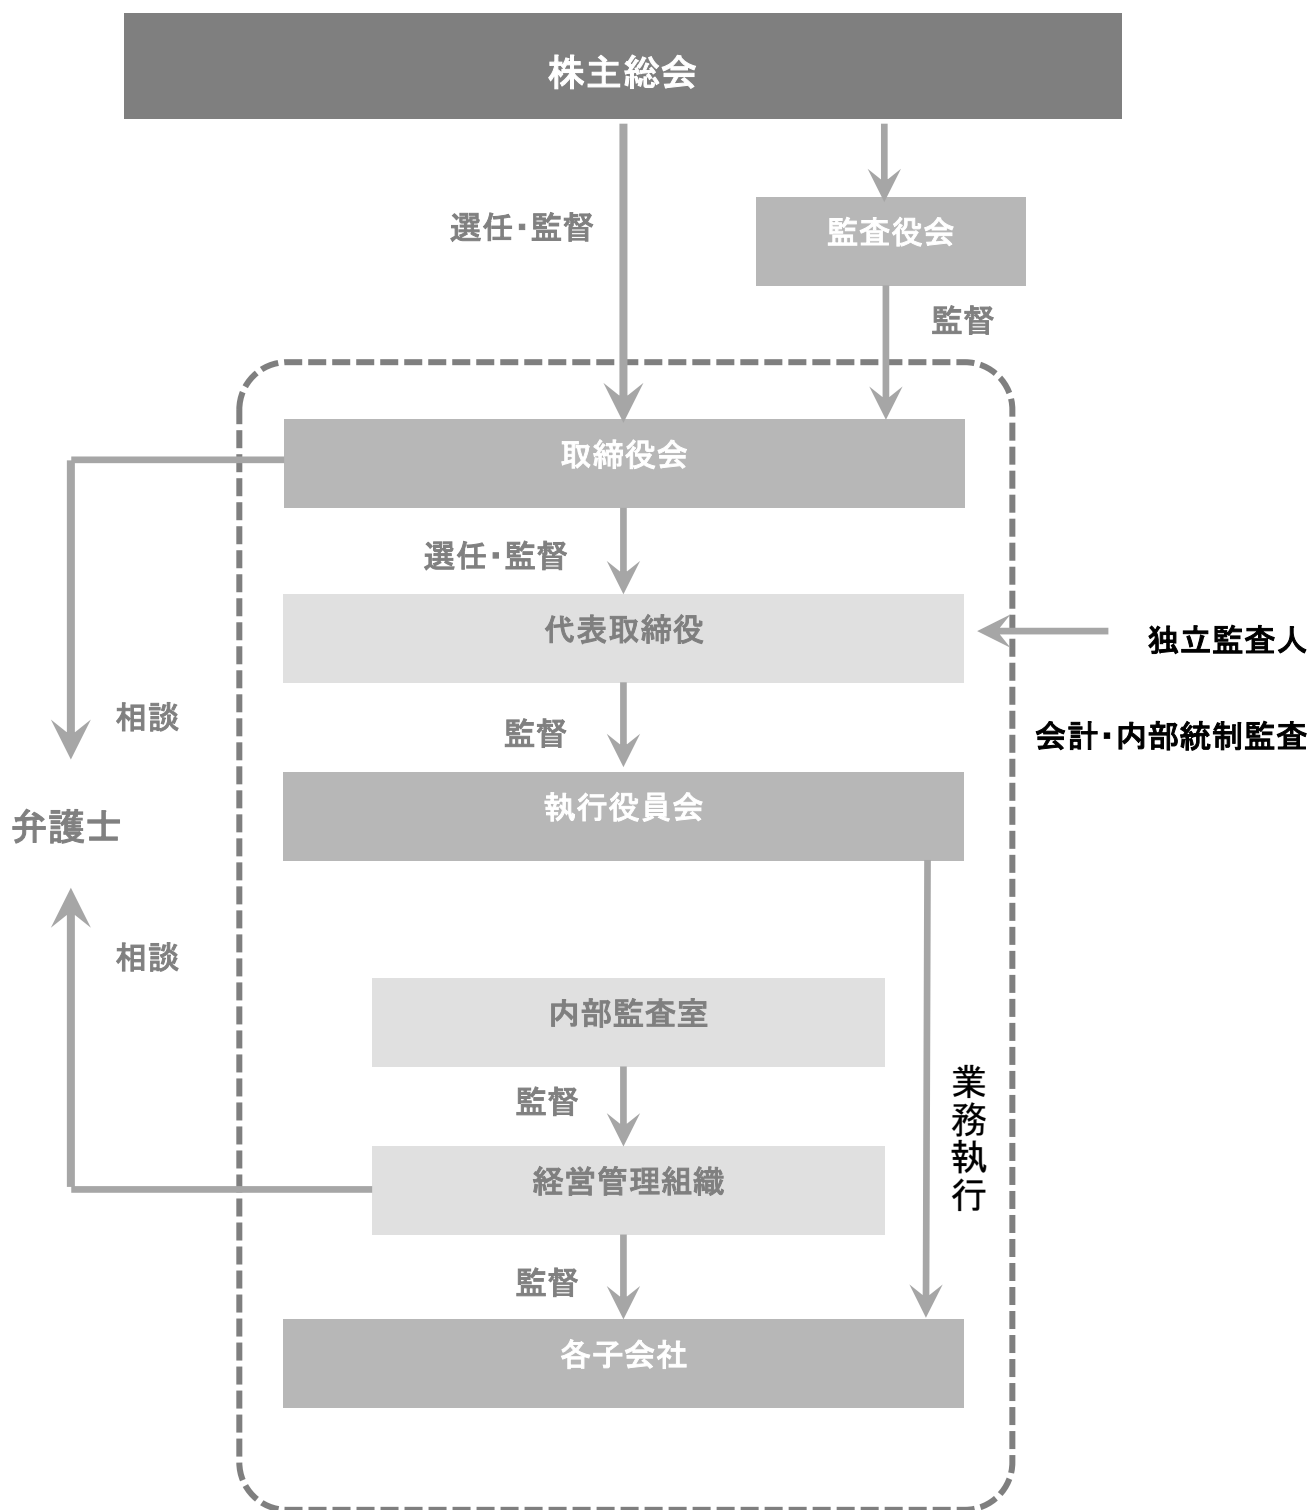 株主総会
選任・監督
監査役会
監督
取締役会
選任・監督
代表取締役
独立監査人
監督
会計・内部統制監査
相談
執行役員会
弁護士
相談
内部監査室
業務執行
監督
経営管理組織
監督
各子会社